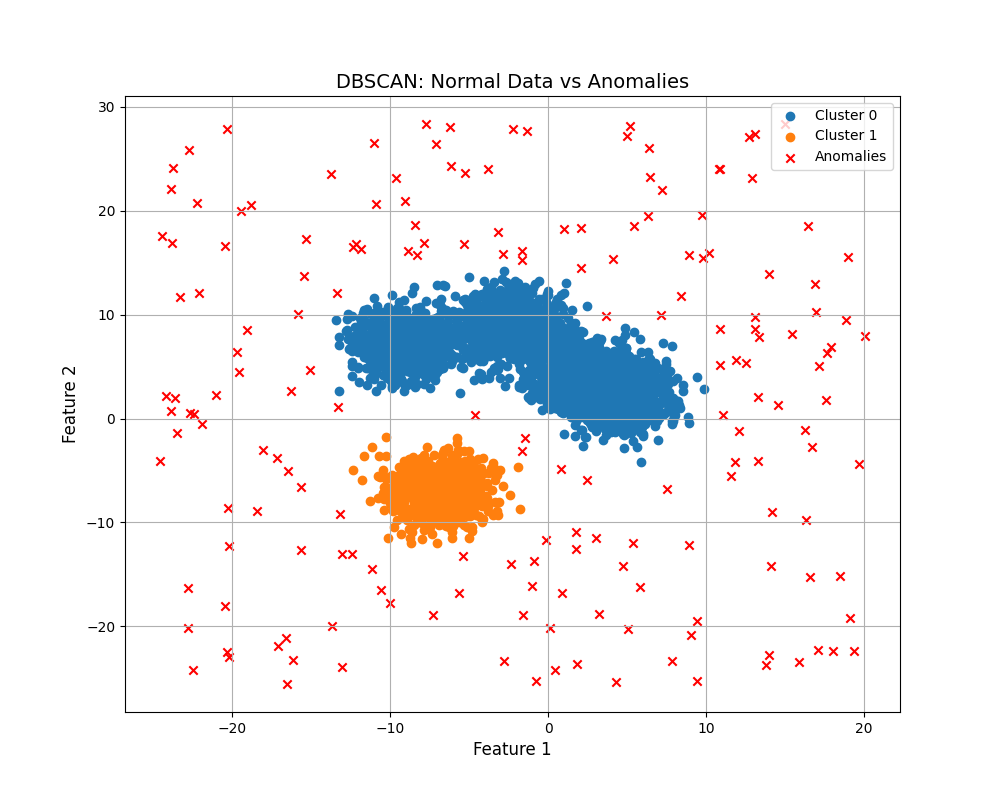 DBSCAN: Normal Data vs Anomalies
Cluster 0
Cluster 1
Anomalies
30
20
10
0
−10
−20
Feature 2
−20
−10
0
10
20
Feature 1